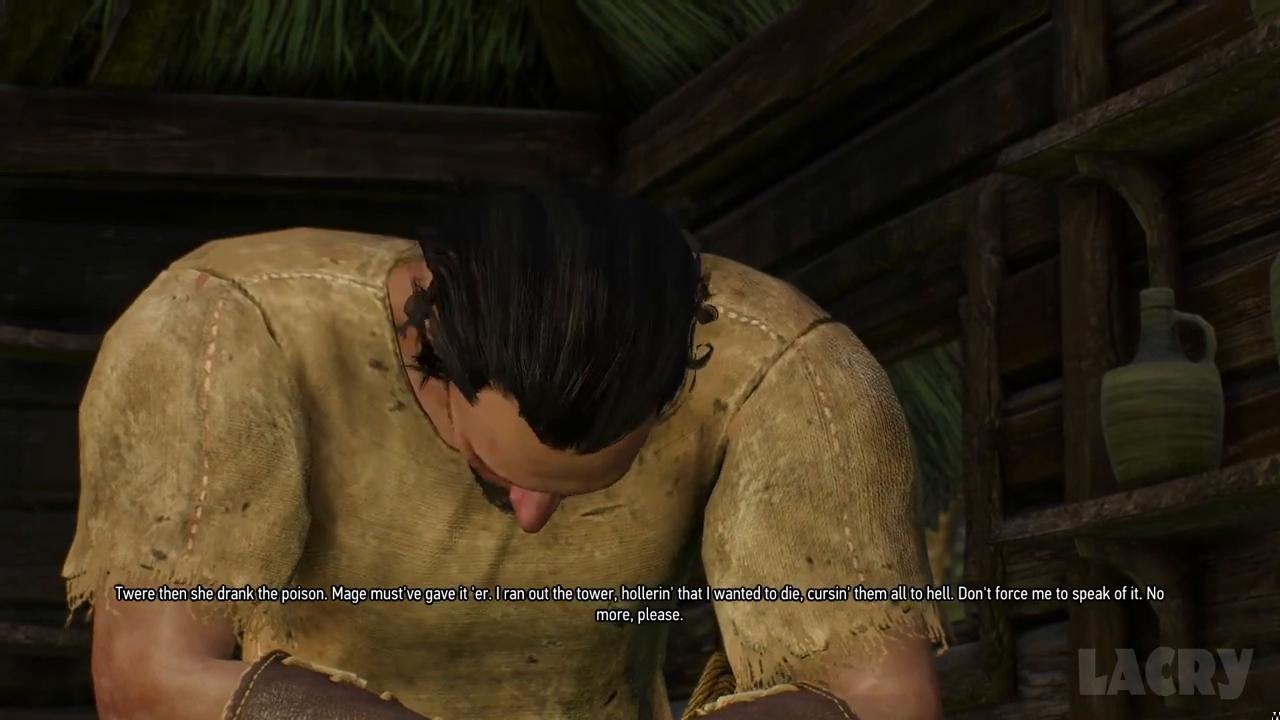 Twere then she drank the poison. Mage must've gave it 'er. I ran out the tower, hollerin' that I wanted to die, cursin' them all to hell. Don't force me to speak of it. No
more, please.
LACRY